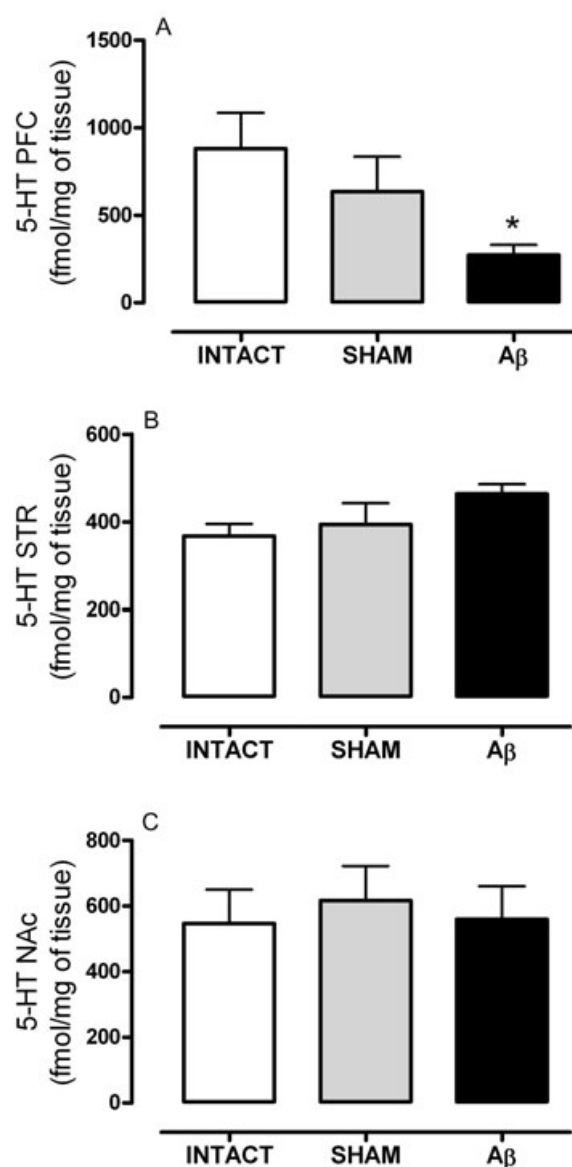 A
5-HT PFC
(fmol/mg of tissue)
1500
1000
500
0
*
INTACT SHAM Aβ
B
5-HT STR
(fmol/mg of tissue)
600
400
200
0
INTACT SHAM Aβ
C
5-HT NAc
(fmol/mg of tissue)
800
600
400
200
0
INTACT SHAM Aβ